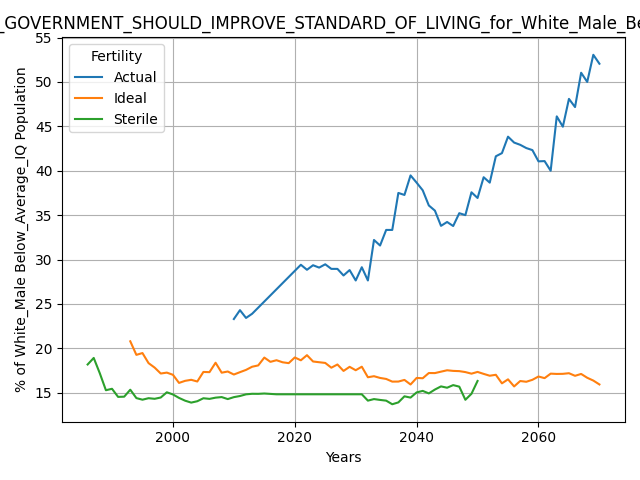 _GOVERNMENT_SHOULD_IMPROVE_STANDARD_OF_LIVING_for_White_Male_Be
% of White_Male Below_Average_IQ Population
55
50
45
40
35
30
25
20
15
Fertility
Actual
Ideal
Sterile
2000
2020
2040
2060
Years